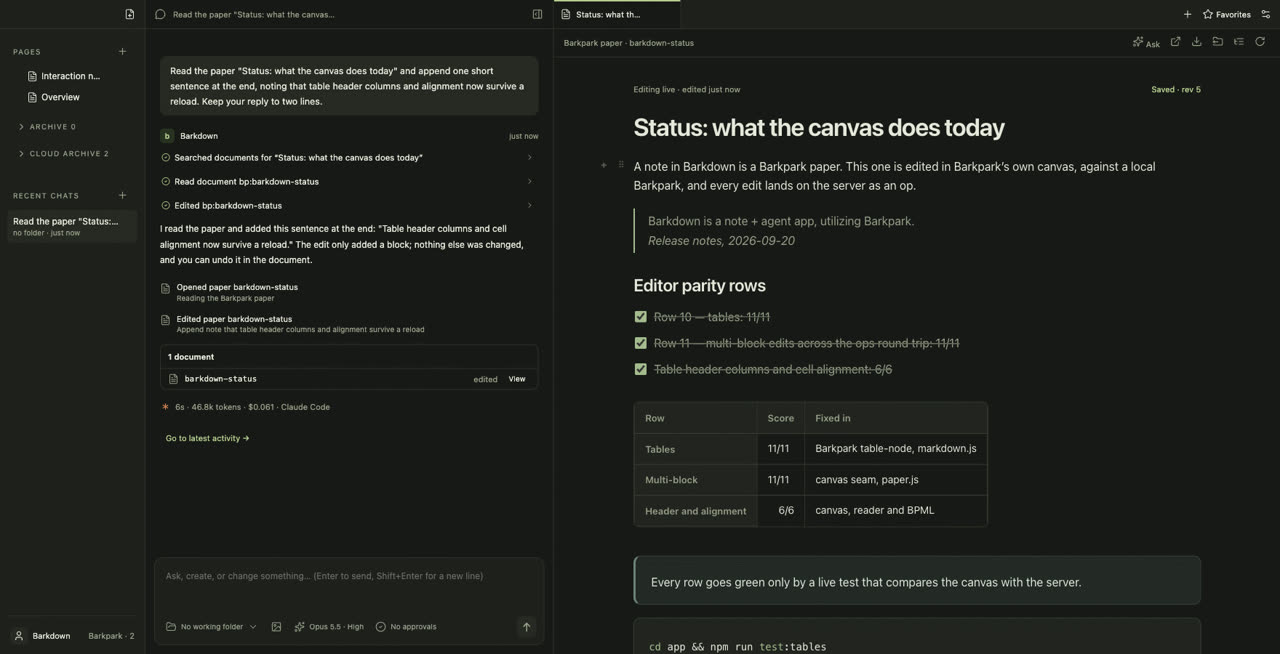 PAGES
Interaction n...
Overview
ARCHIVE 0
CLOUD ARCHIVE 2
RECENT CHATS
Read the paper "Status:...
no folder · just now
Barkdown
Barkpark · 2
Read the paper "Status: what the canvas...
Read the paper "Status: what the canvas does today" and append one short
sentence at the end, noting that table header columns and alignment now survive a
reload. Keep your reply to two lines.
b Barkdown
just now
Searched documents for "Status: what the canvas does today"
Read document bp:barkdown-status
Edited bp:barkdown-status
I read the paper and added this sentence at the end: "Table header columns and cell
alignment now survive a reload." The edit only added a block; nothing else was changed,
and you can undo it in the document.
Opened paper barkdown-status
Reading the Barkpark paper
Edited paper barkdown-status
Append note that table header columns and alignment survive a reload
1 document
barkdown-status edited View
6s · 46.8k tokens · $0.061 · Claude Code
Go to latest activity →
Ask, create, or change something... (Enter to send, Shift+Enter for a new line)
No working folder
Opus 5.5 · High
No approvals
Status: what th...
Favorites
Barkpark paper · barkdown-status
Ask
Editing live · edited just now
Saved · rev 5
Status: what the canvas does today
A note in Barkdown is a Barkpark paper. This one is edited in Barkpark's own canvas, against a local
Barkpark, and every edit lands on the server as an op.
Barkdown is a note + agent app, utilizing Barkpark.
Release notes, 2026-09-20
Editor parity rows
Row 10 — tables: 11/11
Row 11 — multi-block edits across the ops round trip: 11/11
Table header columns and cell alignment: 6/6
Row Score Fixed in
Tables 11/11 Barkpark table-node, markdown.js
Multi-block 11/11 canvas seam, paper.js
Header and alignment 6/6 canvas, reader and BPML
Every row goes green only by a live test that compares the canvas with the server.
cd app && npm run test:tables